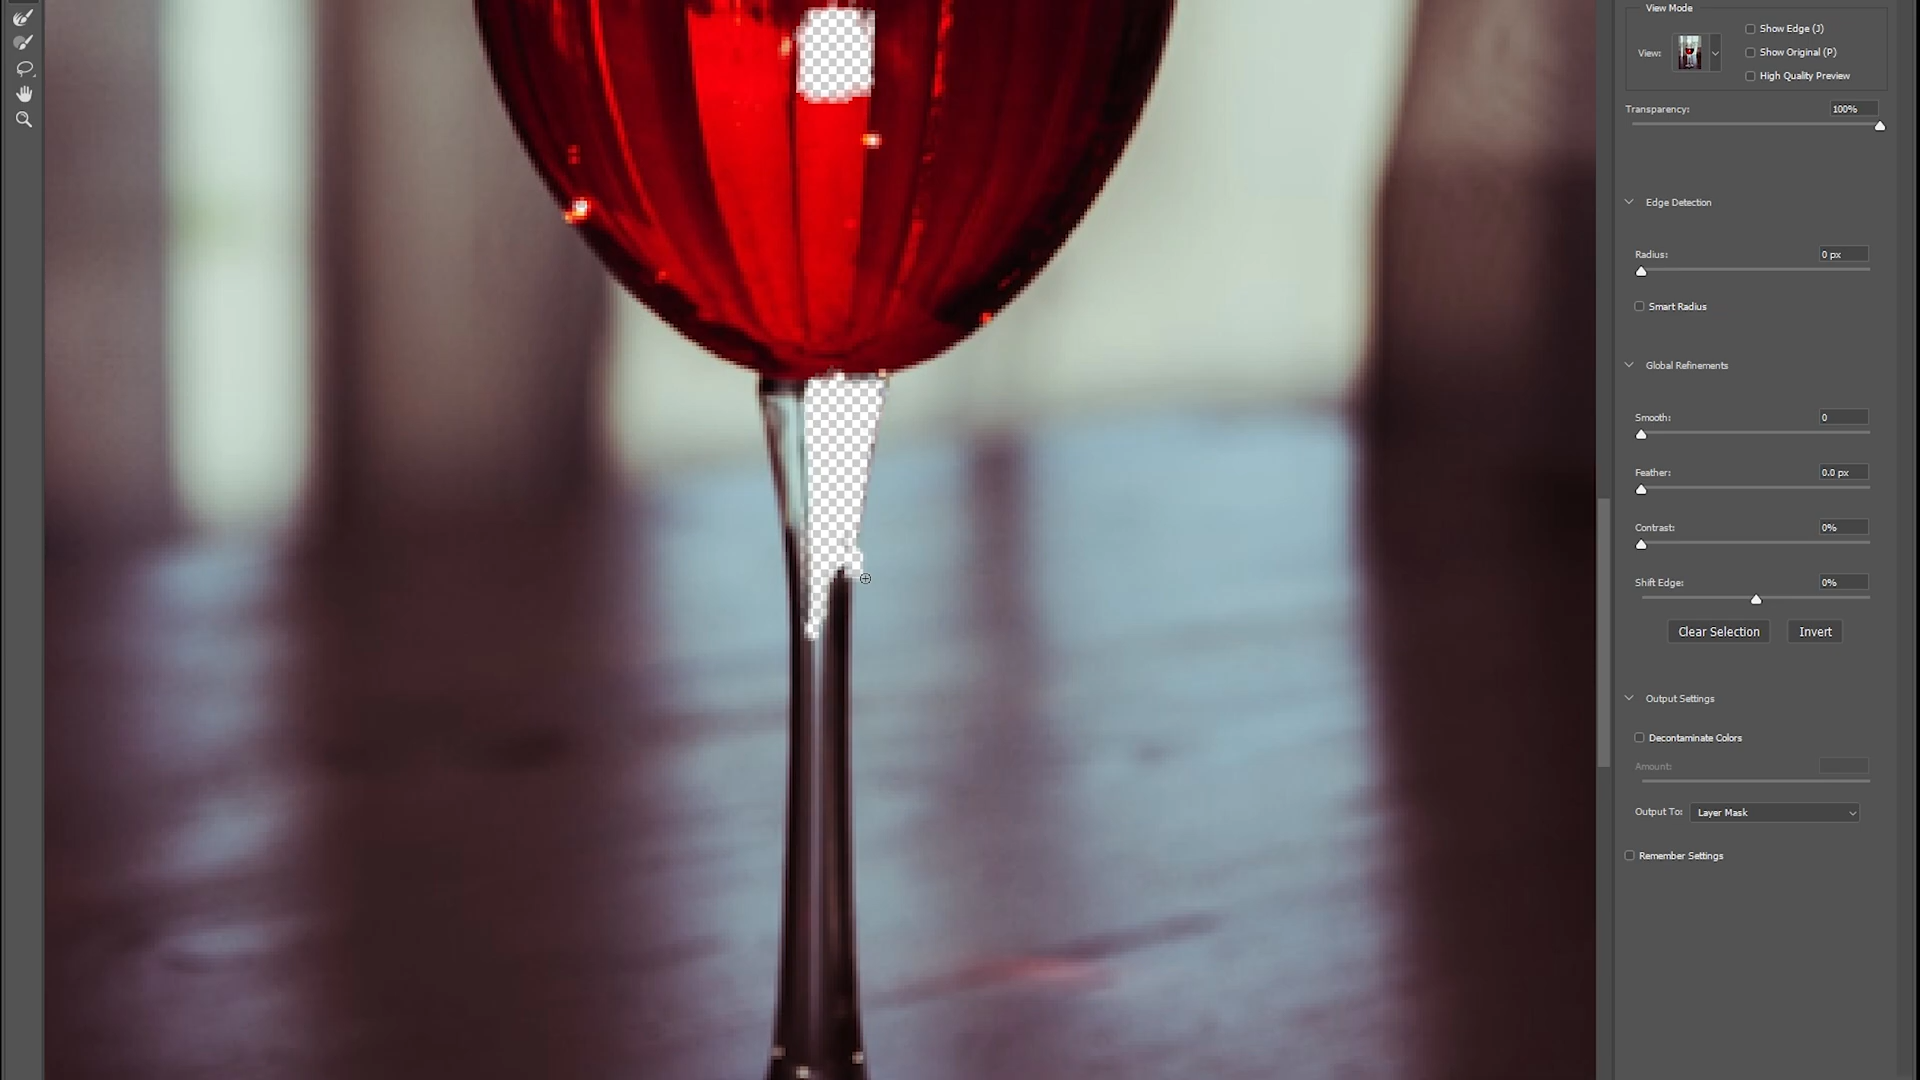 View Mode
View:
Show Edge (J)
Show Original (P)
High Quality Preview
Transparency: 100%
Edge Detection
Radius: 0 px
Smart Radius
Global Refinements
Smooth: 0
Feather: 0.0 px
Contrast: 0%
Shift Edge: 0%
Clear Selection Invert
Output Settings
Decontaminate Colors
Amount:
Output To: Layer Mask
Remember Settings